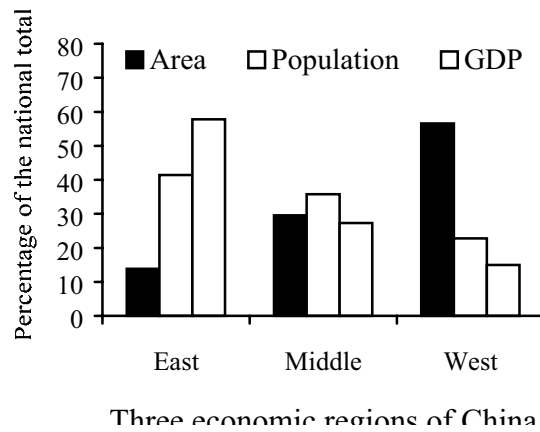 Percentage of the national total
80
70
60
50
40
30
20
10
0
Area Population GDP
East Middle West
Three economic regions of China